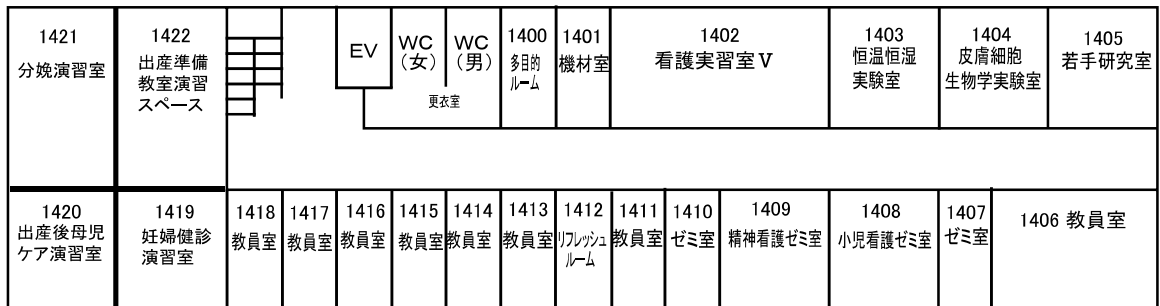 1421
分娩演習室
1422
出産準備
教室演習
スペース
EV
WC
（女）
WC
（男）
更衣室
1400
多目的
ルーム
1401
機材室
1402
看護実習室Ⅴ
1403
恒温恒湿
実験室
1404
皮膚細胞
生物学実験室
1405
若手研究室
1420
出産後母児
ケア演習室
1419
妊婦健診
演習室
1418
教員室
1417
教員室
1416
教員室
1415
教員室
1414
教員室
1413
教員室
1412
リフレッシュ
ルーム
1411
教員室
1410
ゼミ室
1409
精神看護ゼミ室
1408
小児看護ゼミ室
1407
ゼミ室
1406 教員室